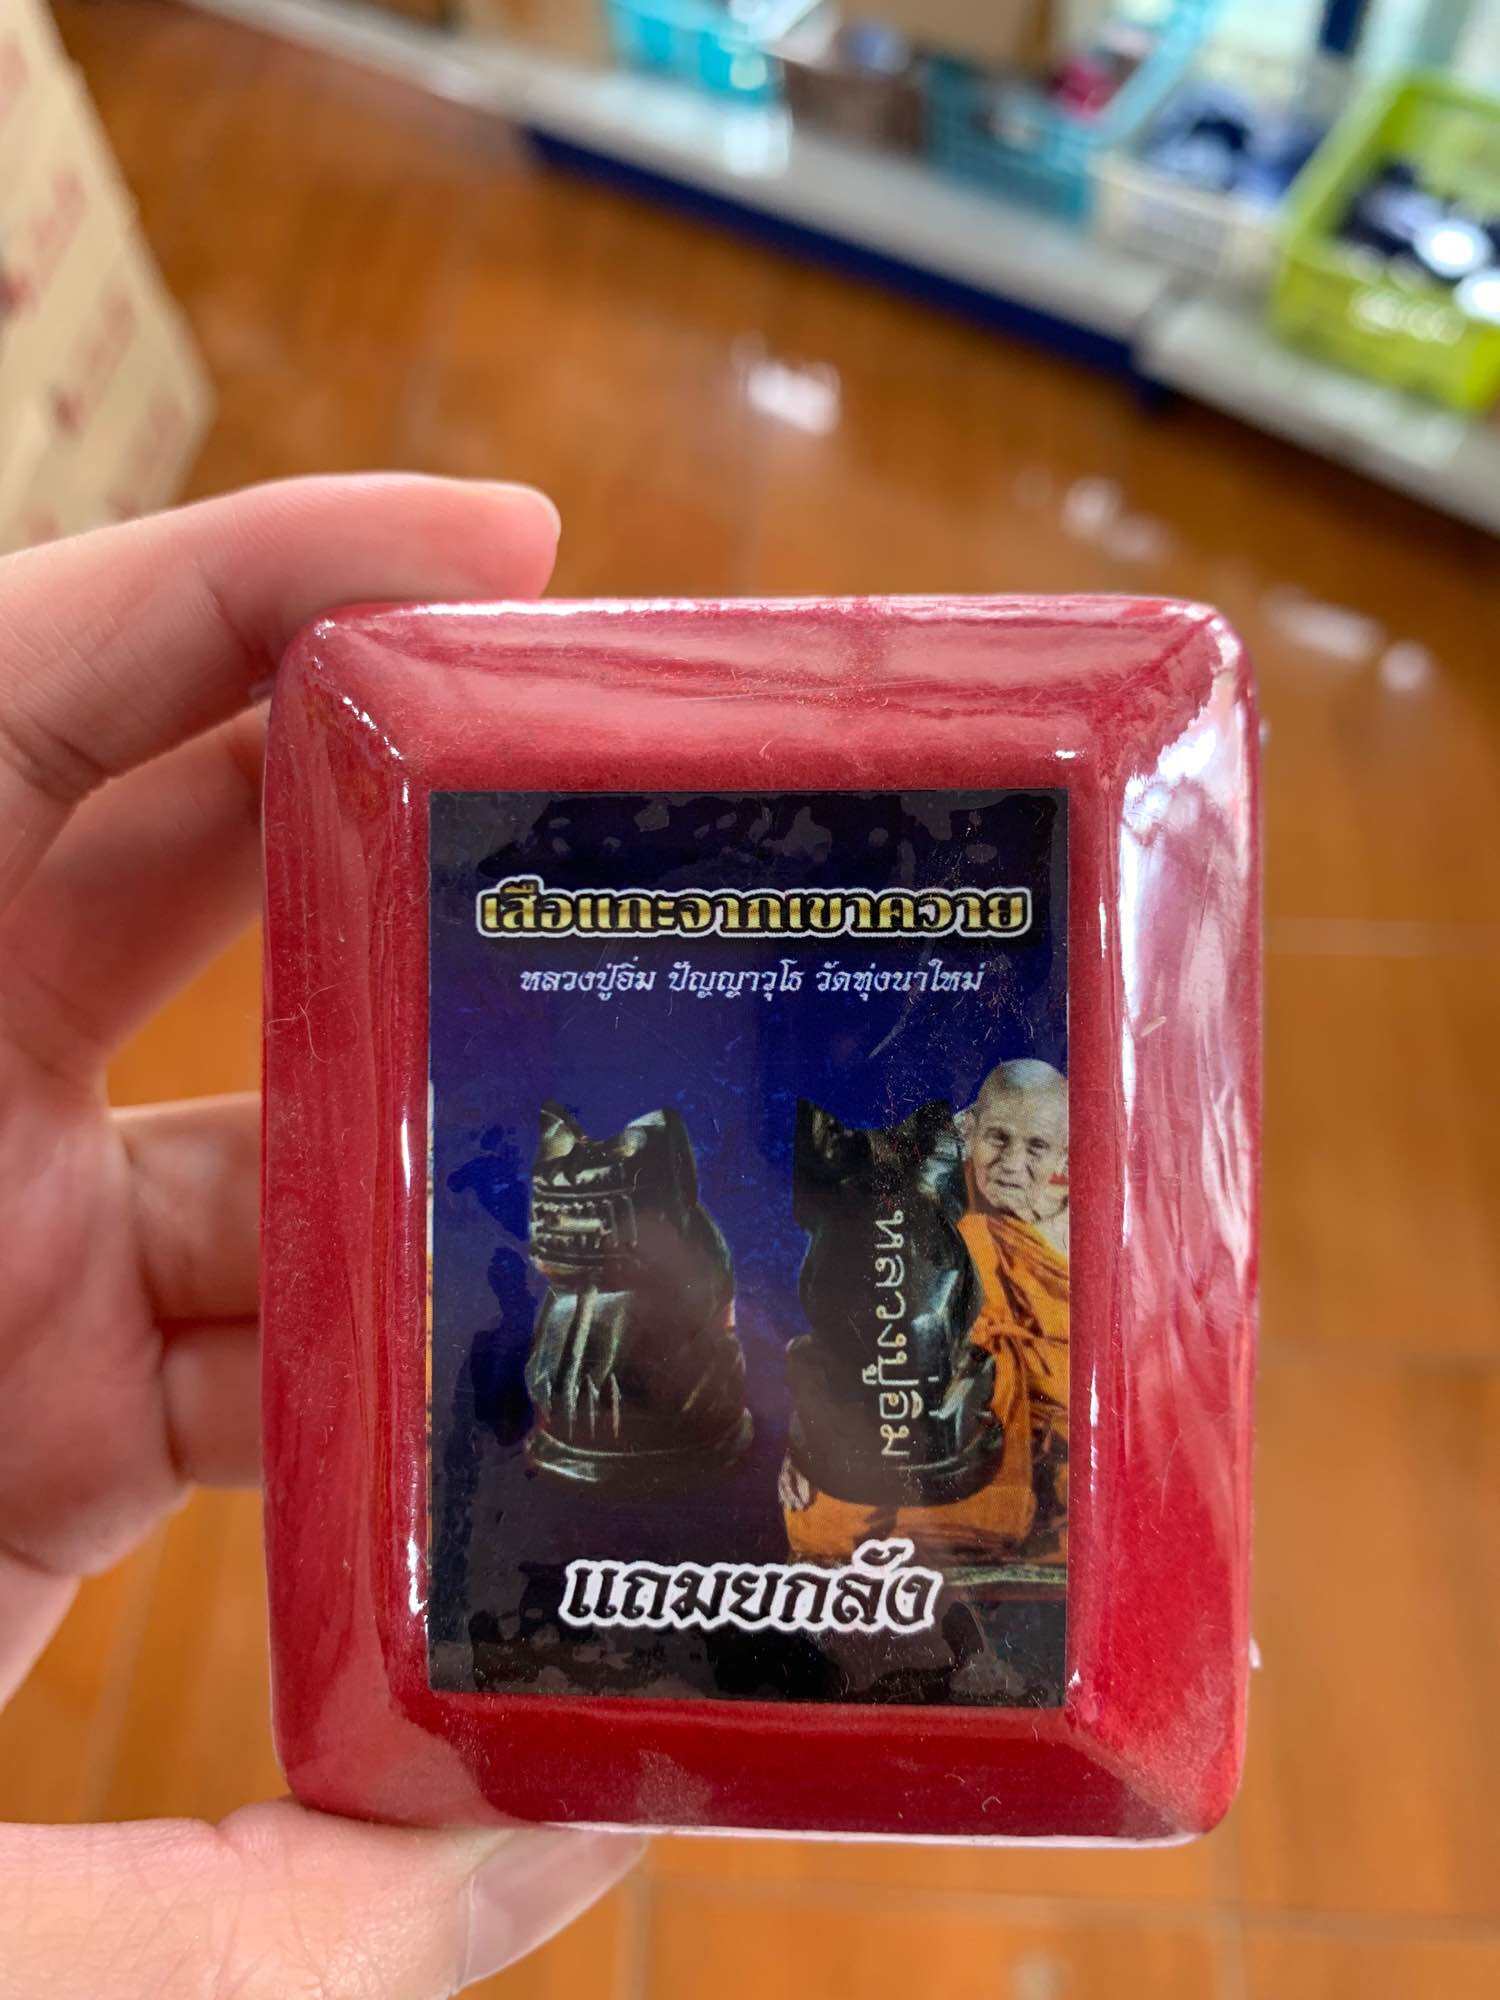 เสือแกะจากเขาควาย
หลวงปู่อิ่ม ปัญญาวุโธ วัดทุ่งนาใหม่
หลวงปู่อิ่ม
แถมยกลัง